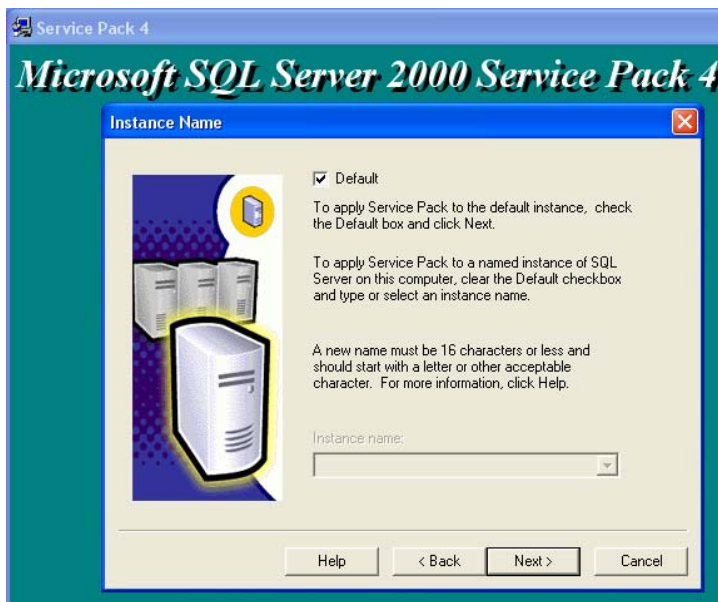 Service Pack 4
Microsoft SQL Server 2000 Service Pack 4
Instance Name
Default
To apply Service Pack to the default instance, check
the Default box and click Next.
To apply Service Pack to a named instance of SQL
Server on this computer, clear the Default checkbox
and type or select an instance name.
A new name must be 16 characters or less and
should start with a letter or other acceptable
character. For more information, click Help.
Instance name:
Help
< Back
Next >
Cancel